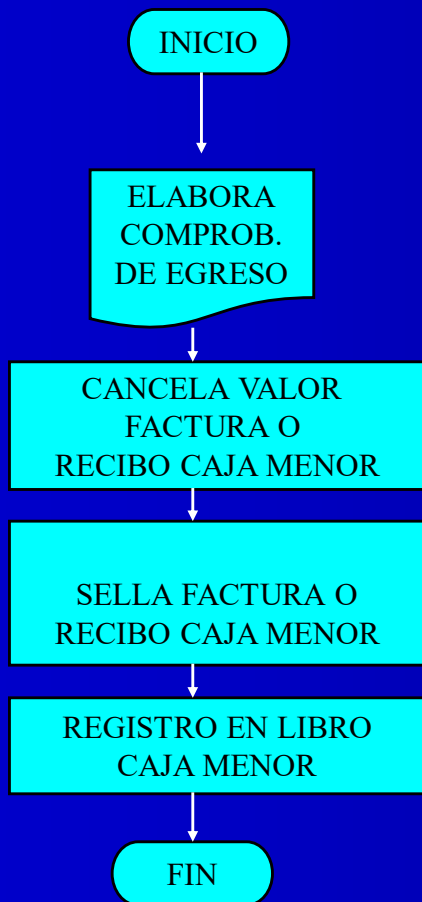 INICIO
ELABORA
COMPROB.
DE EGRESO
CANCELA VALOR
FACTURA O
RECIBO CAJA MENOR
SELLA FACTURA O
RECIBO CAJA MENOR
REGISTRO EN LIBRO
CAJA MENOR
FIN